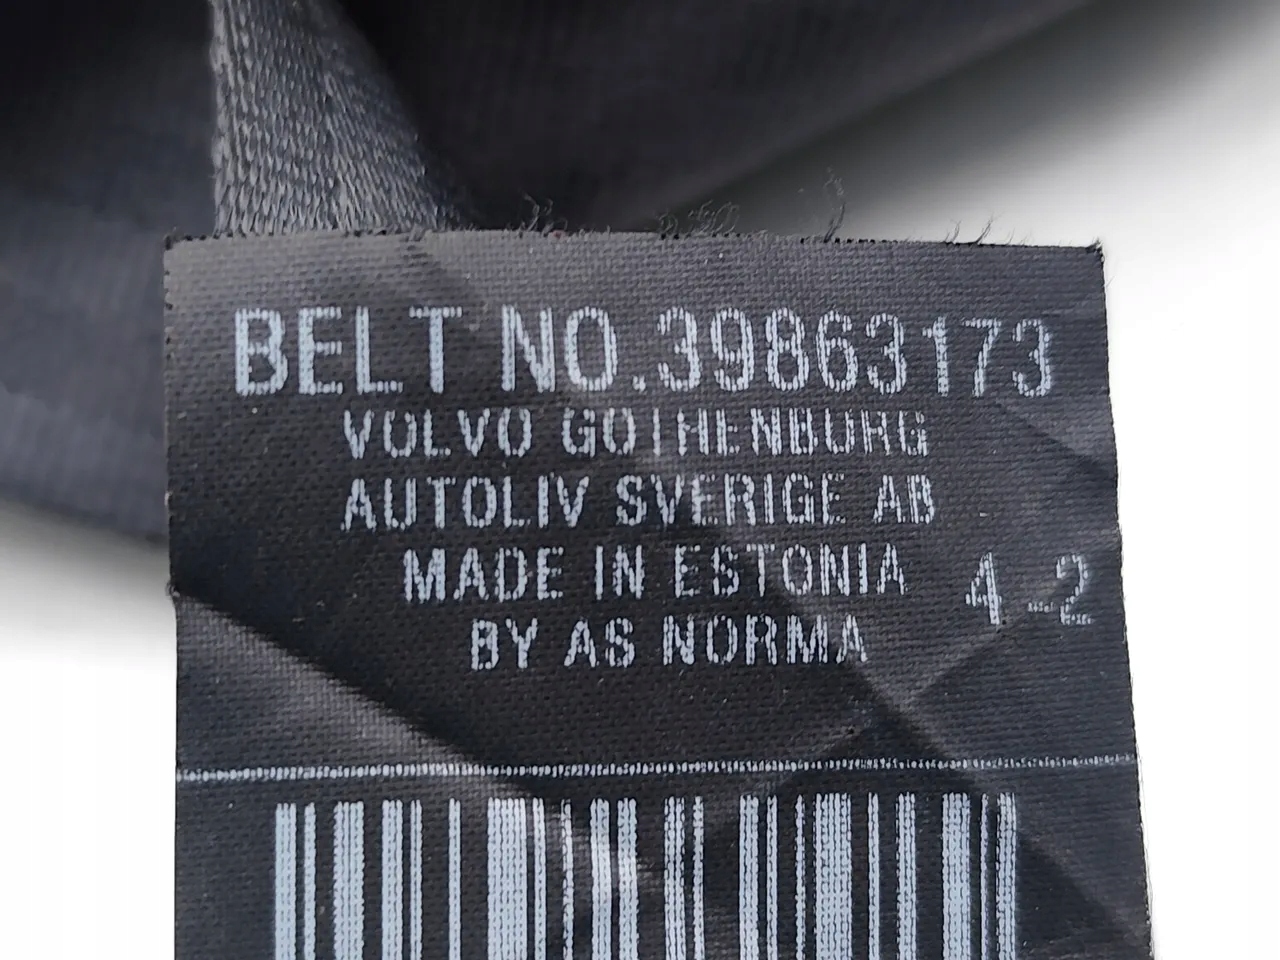 BELT NO.39863173
VOLVO GOTHENBURG
AUTOLIV SVERIGE AB
MADE IN ESTONIA 4-2
BY AS NORMA